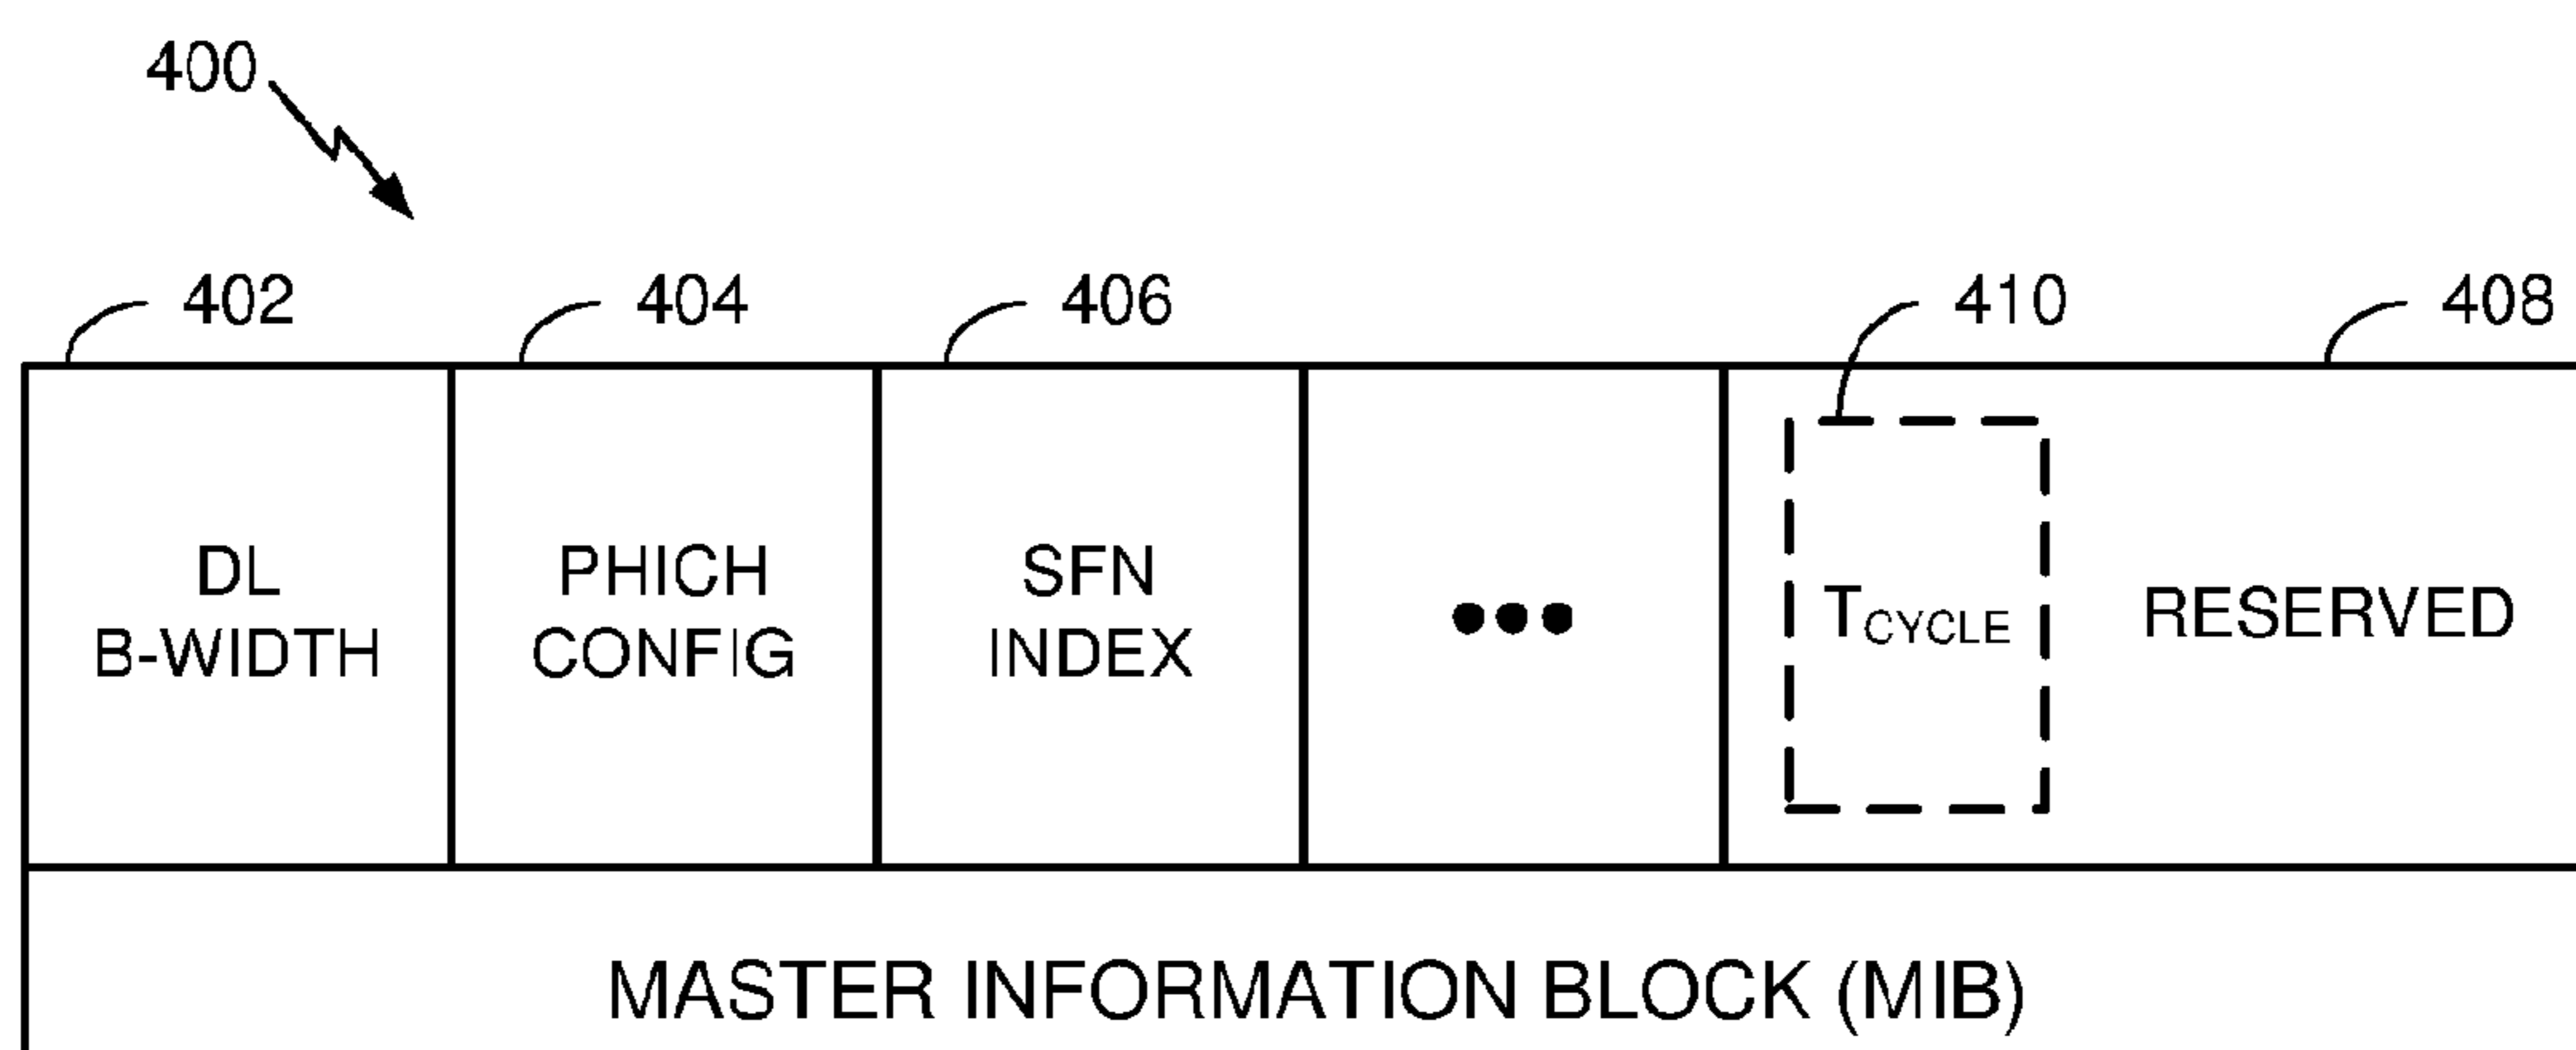 400
402
404
406
410
408
DL
B-WIDTH
PHICH
CONFIG
SFN
INDEX
•••
TCYCLE
RESERVED
MASTER INFORMATION BLOCK (MIB)